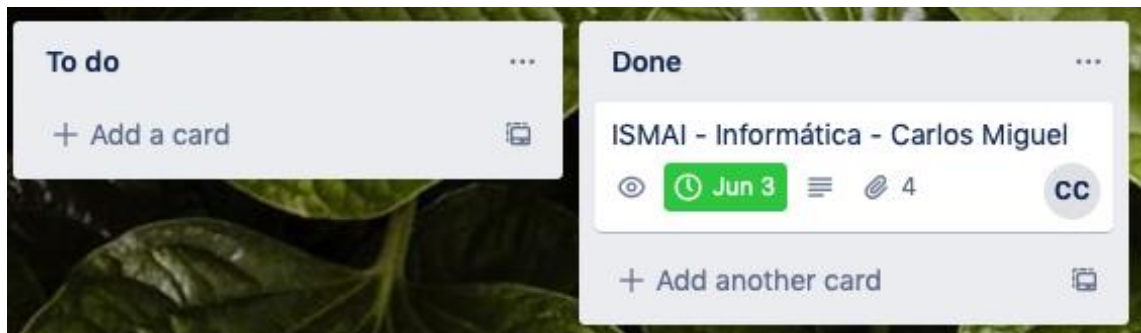 To do
Add a card
Done
ISMAI - Informática - Carlos Miguel
Jun 3
4
CC
Add another card